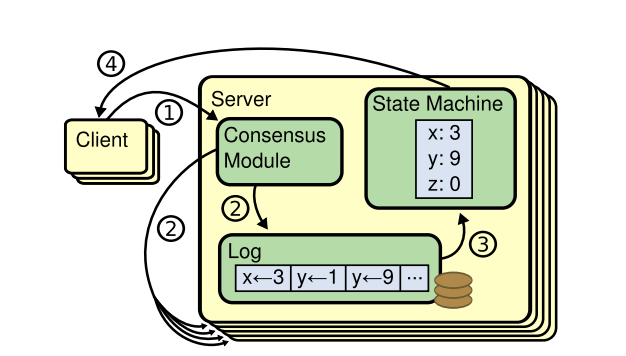 ④
①
Server
State Machine
Client
Consensus
Module
x: 3
y: 9
z: 0
②
②
③
Log
x←3 y←1 y←9 ...